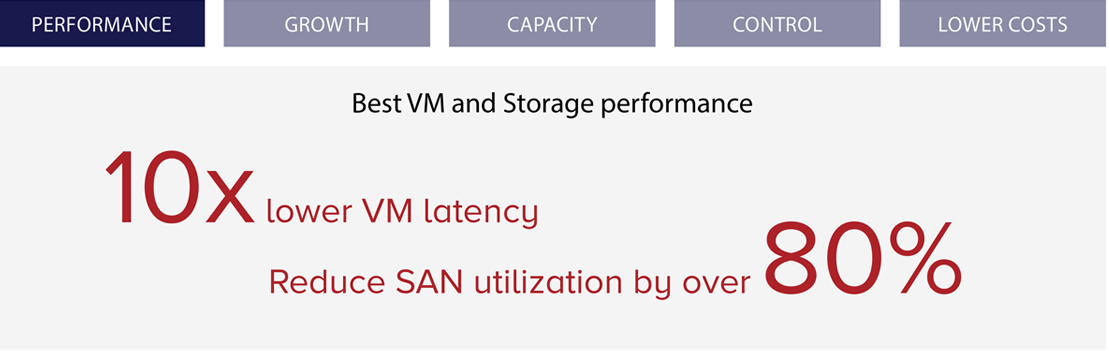 PERFORMANCE GROWTH CAPACITY CONTROL LOWER COSTS
Best VM and Storage performance
10x lower VM latency
Reduce SAN utilization by over 80%